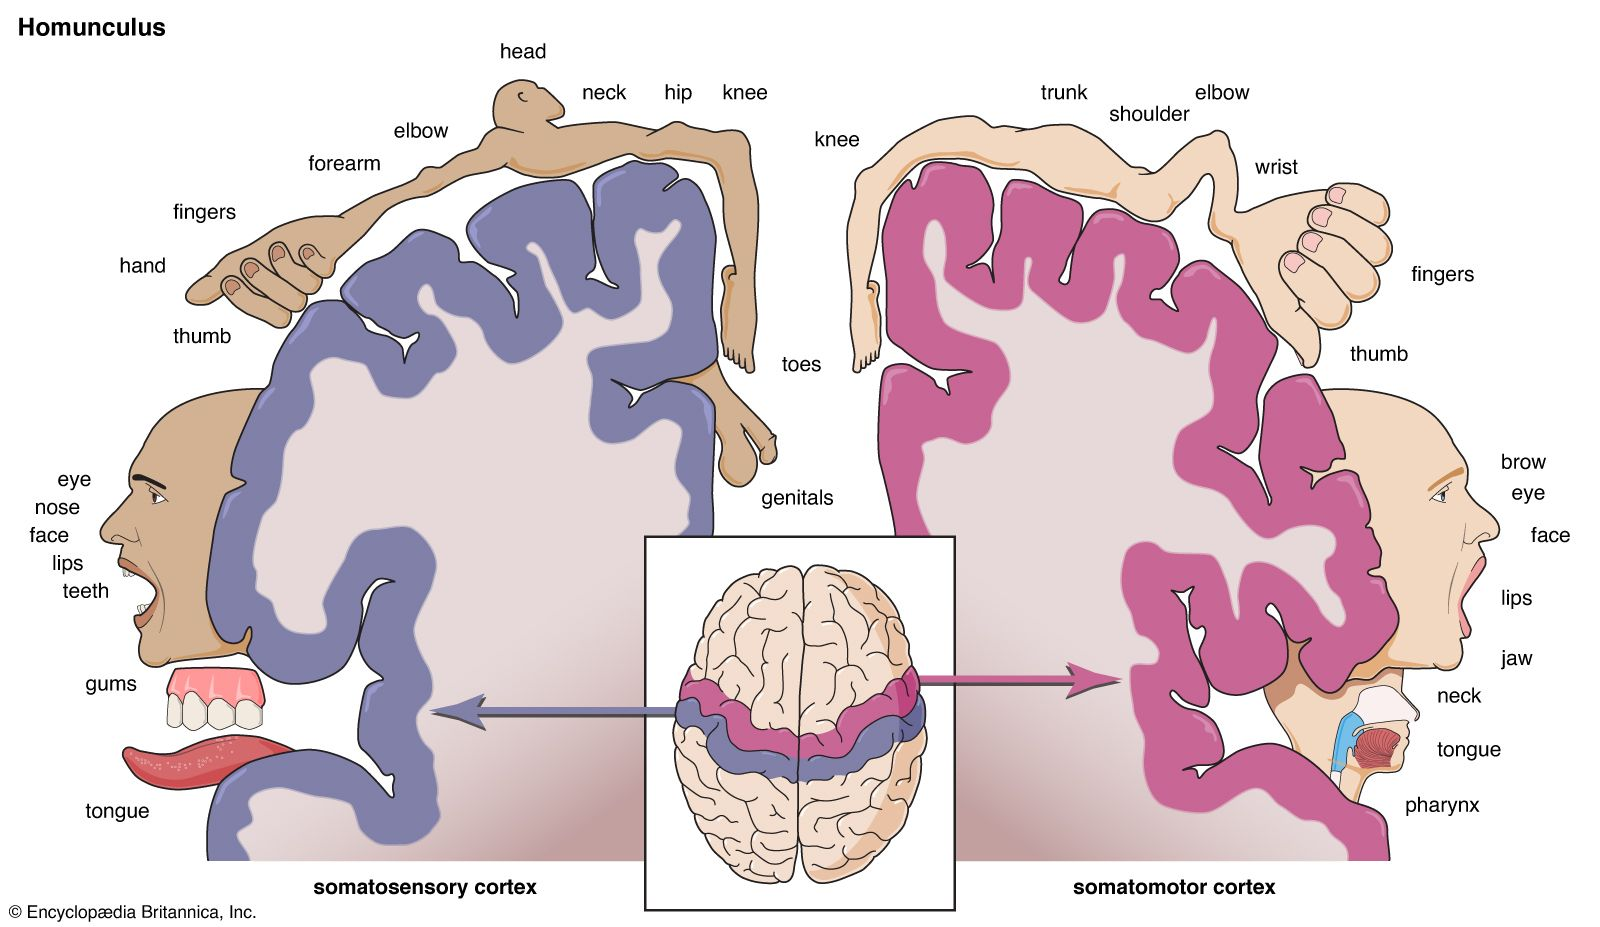 Homunculus
head
neck
hip
knee
elbow
forearm
fingers
hand
thumb
toes
genitals
eye
nose
face
lips
teeth
gums
tongue
somatosensory cortex
knee
trunk
shoulder
elbow
wrist
fingers
thumb
brow
eye
face
lips
jaw
neck
tongue
pharynx
somatomotor cortex
© Encyclopædia Britannica, Inc.